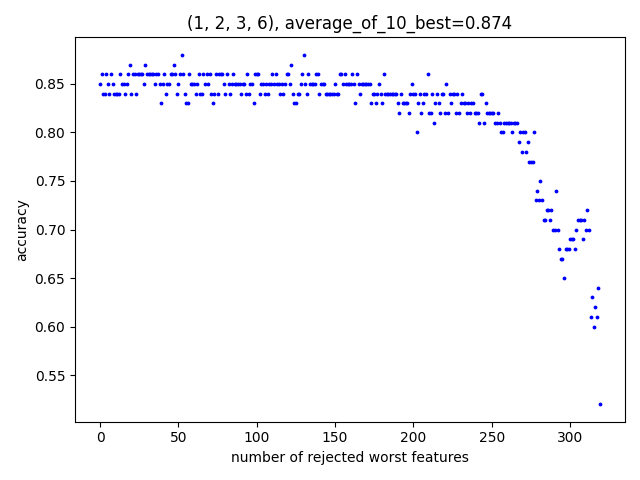 (1, 2, 3, 6), average_of_10_best=0.874
accuracy
0.85
0.80
0.75
0.70
0.65
0.60
0.55
0 50 100 150 200 250 300
number of rejected worst features